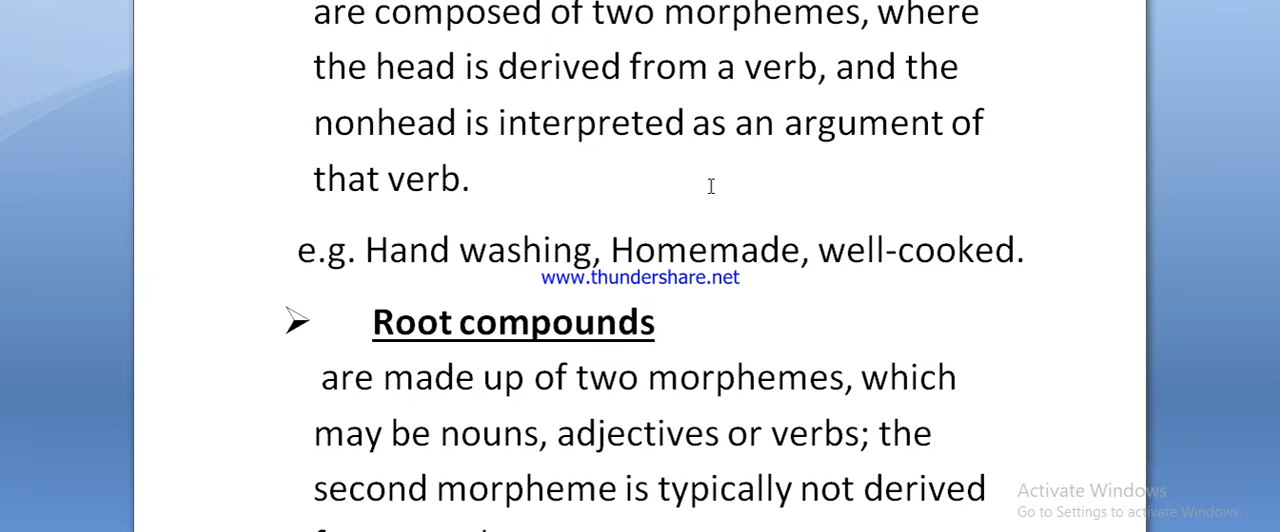 are composed of two morphemes, where
the head is derived from a verb, and the
nonhead is interpreted as an argument of
that verb.
e.g. Hand washing, Homemade, well-cooked.
www.thundershare.net
Root compounds
are made up of two morphemes, which
may be nouns, adjectives or verbs; the
second morpheme is typically not derived
Activate Windows
Go to Settings to activate Windows.